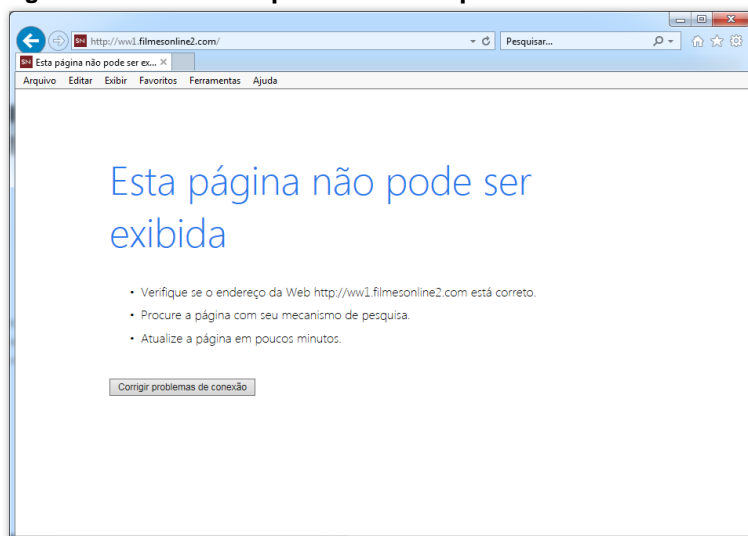 SN http://ww1.filmesonline2.com/ Pesquisar...
SN Esta página não pode ser ex... ×
Arquivo Editar Exibir Favoritos Ferramentas Ajuda
Esta página não pode ser
exibida
• Verifique se o endereço da Web http://ww1.filmesonline2.com está correto.
• Procure a página com seu mecanismo de pesquisa.
• Atualize a página em poucos minutos.
Corrigir problemas de conexão